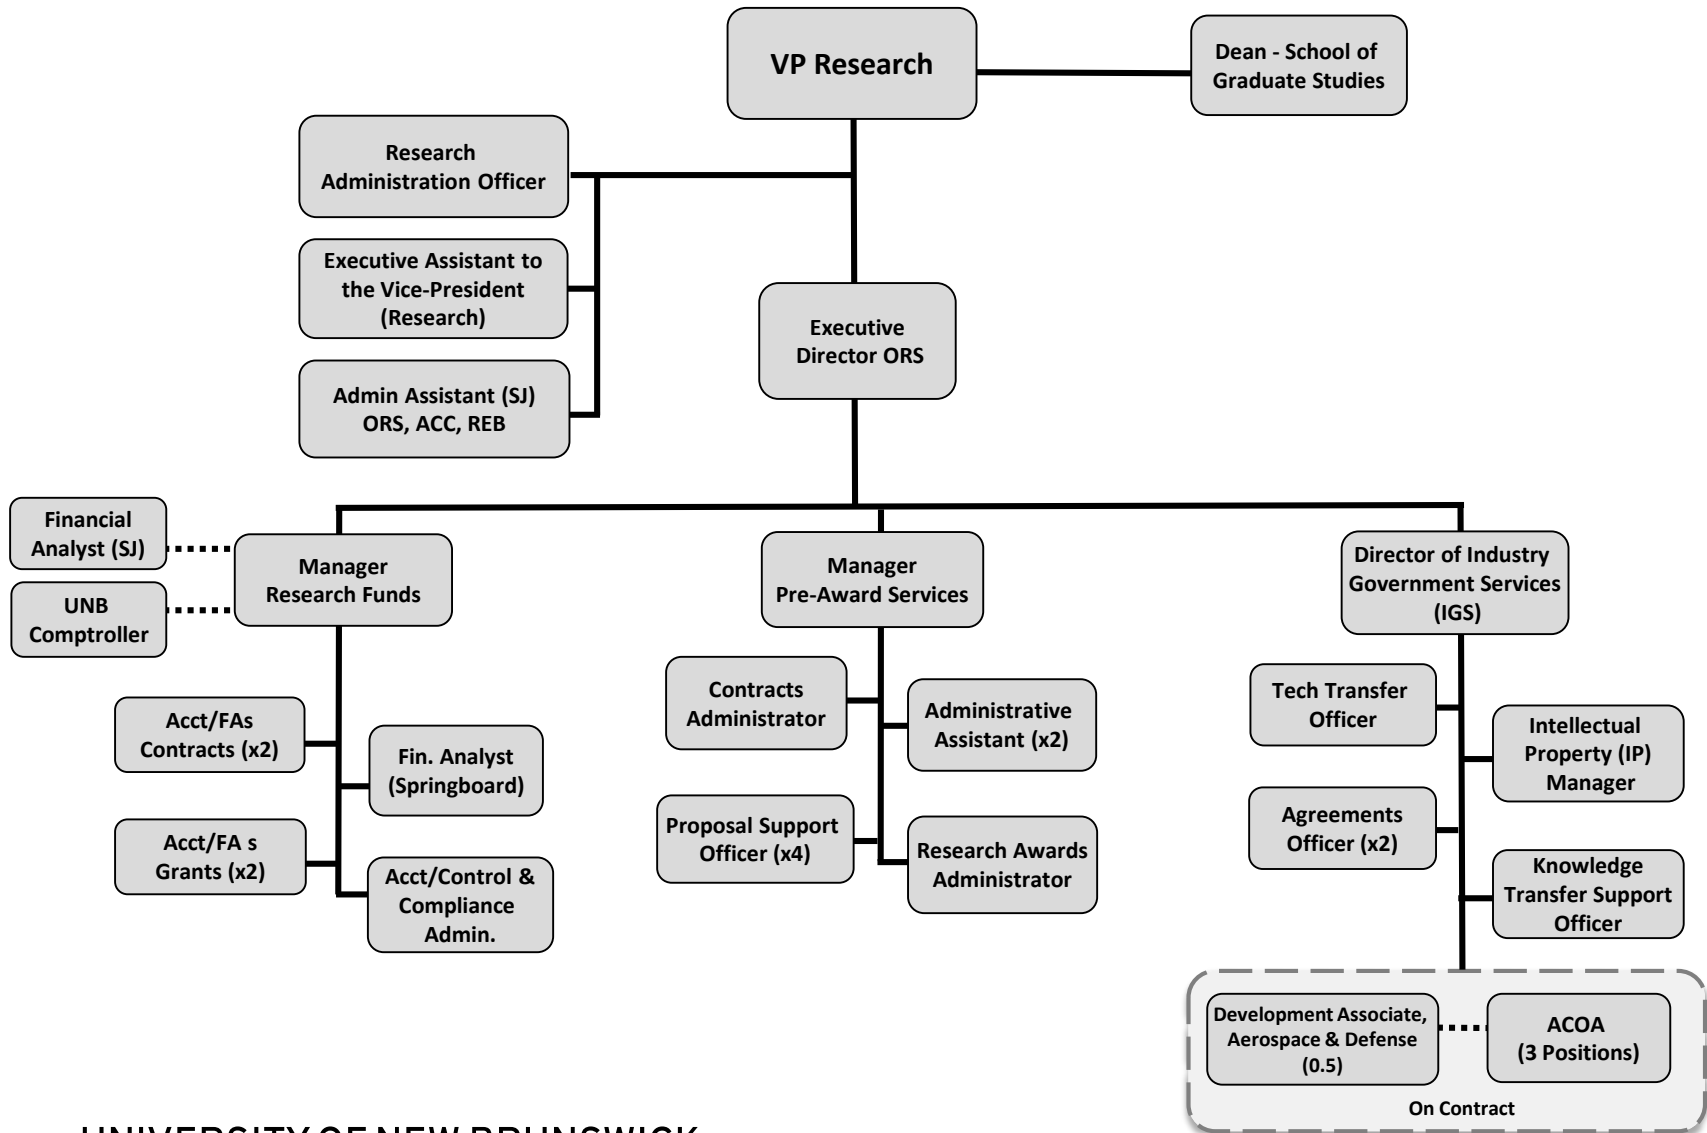 VP Research
Dean - School of
Graduate Studies
Research
Administration Officer
Executive Assistant to
the Vice-President
(Research)
Executive
Director ORS
Admin Assistant (SJ)
ORS, ACC, REB
Financial
Analyst (SJ)
UNB
Comptroller
Manager
Research Funds
Manager
Pre-Award Services
Director of Industry
Government Services
(IGS)
Acct/FAs
Contracts (x2)
Fin. Analyst
(Springboard)
Acct/FA s
Grants (x2)
Acct/Control &
Compliance
Admin.
Contracts
Administrator
Administrative
Assistant (x2)
Proposal Support
Officer (x4)
Research Awards
Administrator
Tech Transfer
Officer
Intellectual
Property (IP)
Manager
Agreements
Officer (x2)
Knowledge
Transfer Support
Officer
Development Associate,
Aerospace & Defense
(0.5)
ACOA
(3 Positions)
On Contract
UNIVERSITY OF NEW BRUNSWICK